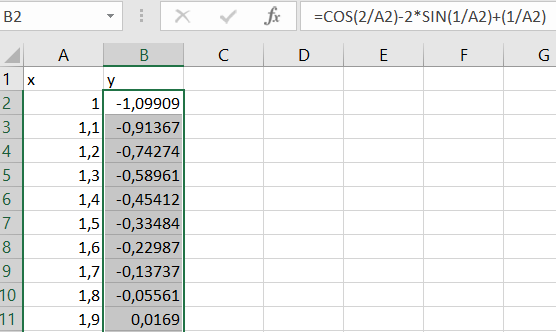 B2 fx =COS(2/A2)-2*SIN(1/A2)+(1/A2)
A B C D E F G
1 x y
2 1 -1,09909
3 1,1 -0,91367
4 1,2 -0,74274
5 1,3 -0,58961
6 1,4 -0,45412
7 1,5 -0,33484
8 1,6 -0,22987
9 1,7 -0,13737
10 1,8 -0,05561
11 1,9 0,0169